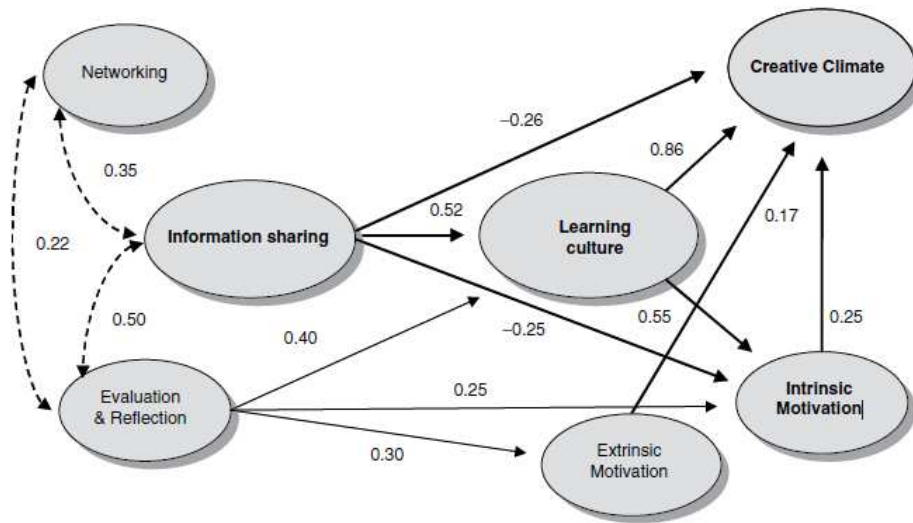 Networking
Creative Climate
−0.26
0.86
0.35
0.52
0.17
Information sharing
Learning
culture
0.22
0.50
0.40
−0.25
0.55
0.25
Evaluation
& Reflection
0.25
Intrinsic
Motivation
0.30
Extrinsic
Motivation